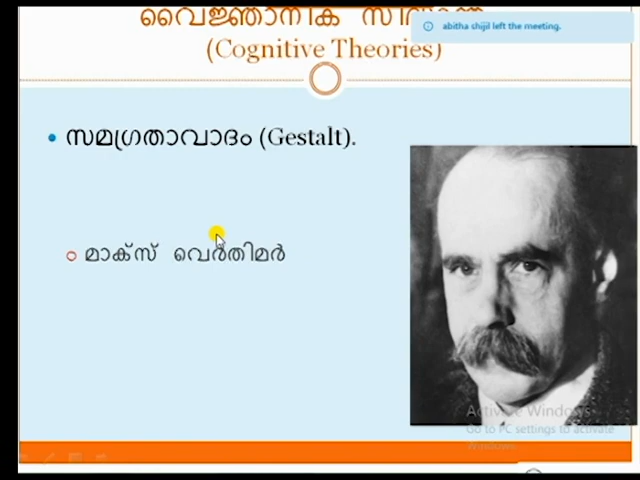 വൈജ്ഞാനിക
abitha chijil left the meeting.
(Cognitive Theories)
സമഗ്രതാവാദം (Gestalt).
മാക്സ് വെർതിമർ
Activate Windows
Go to PC settings to activate
Windows.